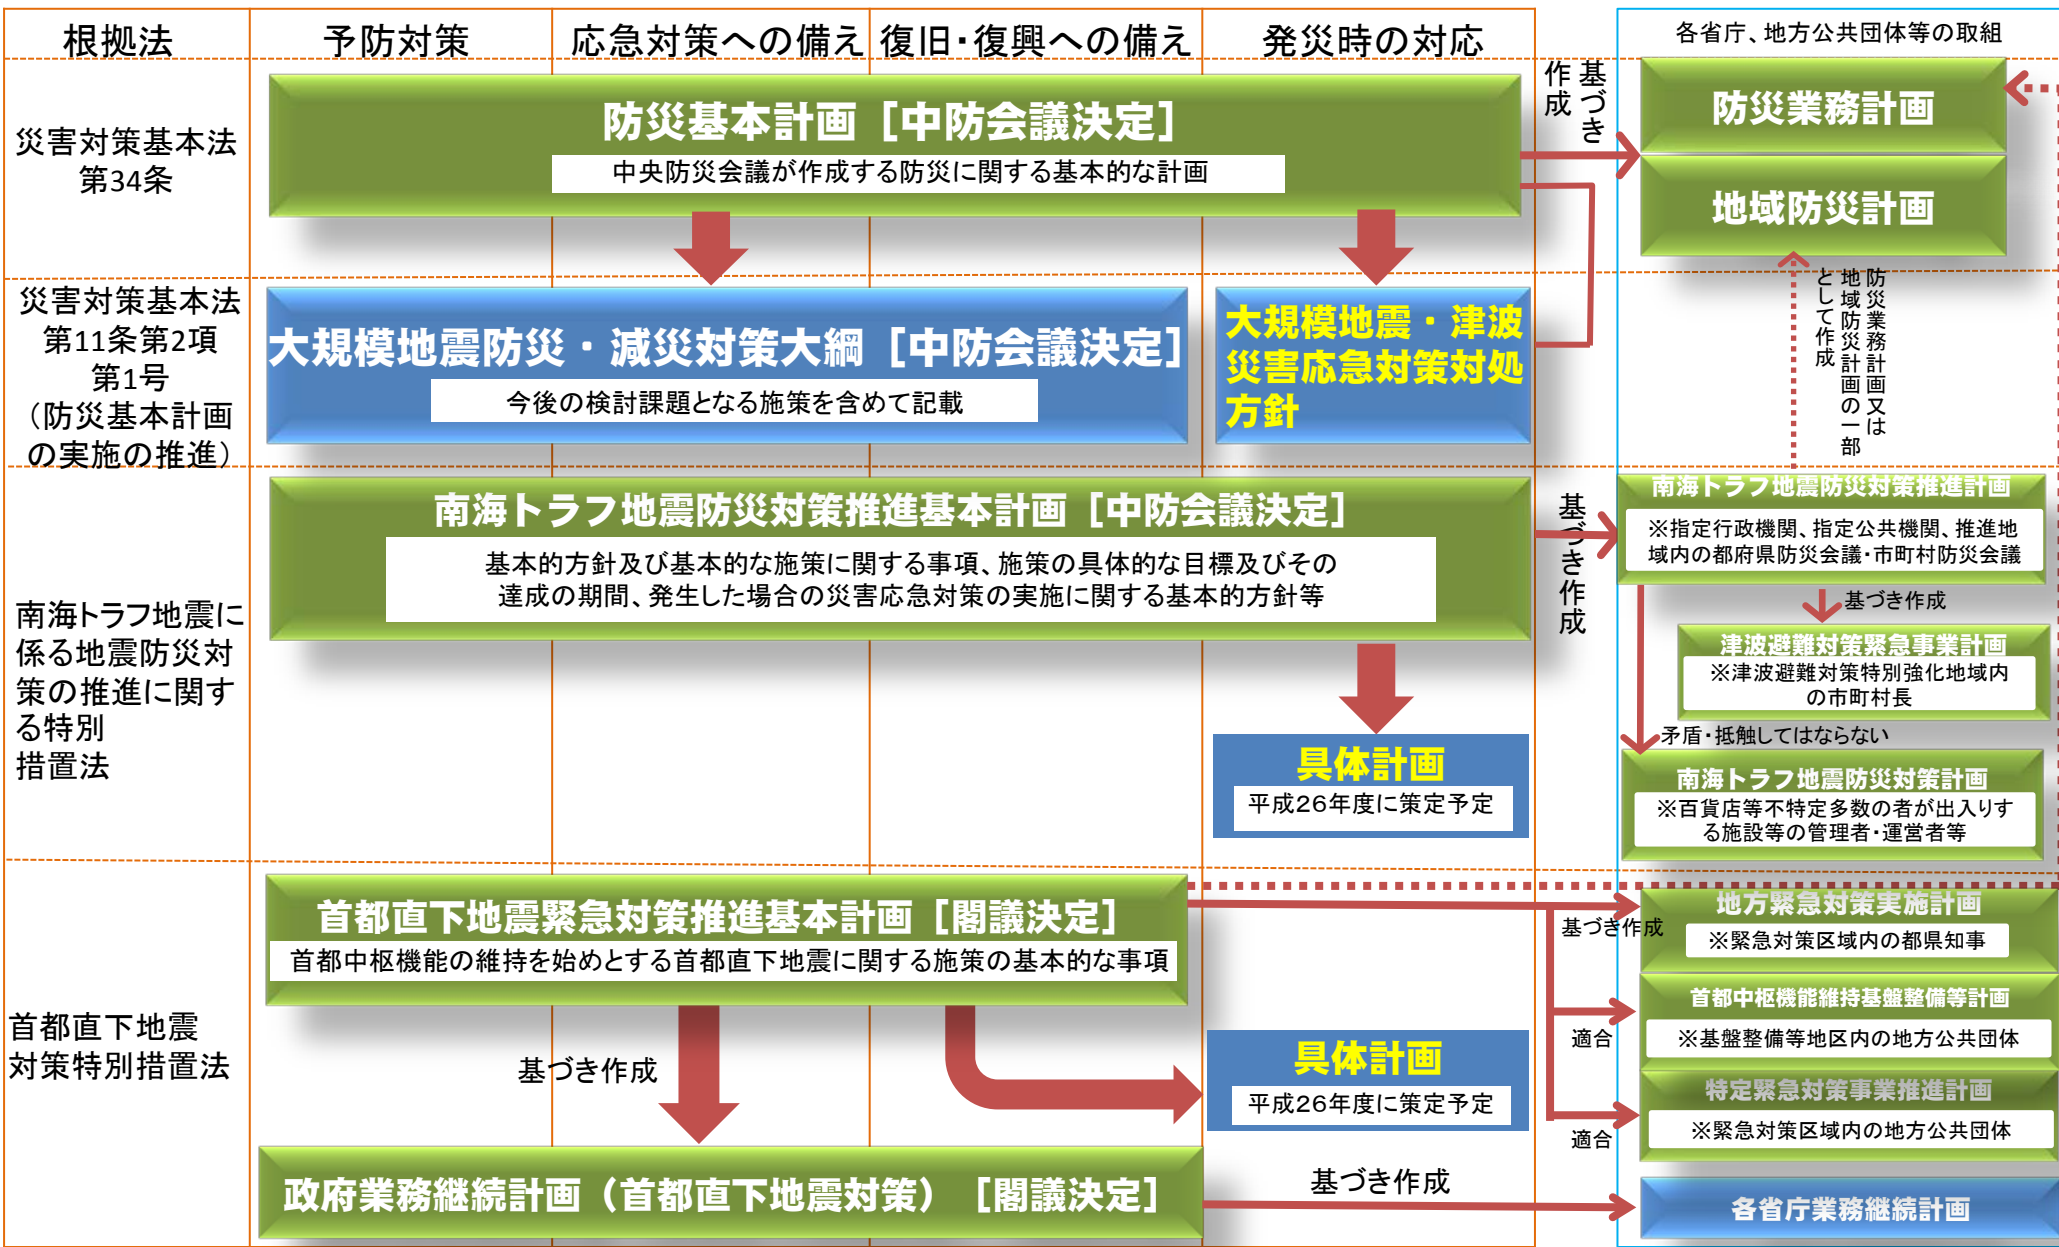 根拠法
予防対策
応急対策への備え
復旧・復興への備え
発災時の対応
各省庁、地方公共団体等の取組
災害対策基本法
第34条
防災基本計画［中防会議決定］
中央防災会議が作成する防災に関する基本的な計画
基づき
作成
防災業務計画
地域防災計画
災害対策基本法
第11条第2項
第1号
（防災基本計画
の実施の推進）
大規模地震防災・減災対策大綱［中防会議決定］
今後の検討課題となる施策を含めて記載
大規模地震・津波
災害応急対策対処
方針
防災業務計画又は
地域防災計画の一部
として作成
南海トラフ地震に
係る地震防災対
策の推進に関す
る特別
措置法
南海トラフ地震防災対策推進基本計画［中防会議決定］
基本的方針及び基本的な施策に関する事項、施策の具体的な目標及びその
達成の期間、発生した場合の災害応急対策の実施に関する基本的方針等
基づき作成
南海トラフ地震防災対策推進計画
※指定行政機関、指定公共機関、推進地
域内の都府県防災会議・市町村防災会議
基づき作成
津波避難対策緊急事業計画
※津波避難対策特別強化地域内
の市町村長
矛盾・抵触してはならない
南海トラフ地震防災対策計画
※百貨店等不特定多数の者が出入りす
る施設等の管理者・運営者等
具体計画
平成26年度に策定予定
首都直下地震
対策特別措置法
首都直下地震緊急対策推進基本計画［閣議決定］
首都中枢機能の維持を始めとする首都直下地震に関する施策の基本的な事項
基づき作成
地方緊急対策実施計画
※緊急対策区域内の都県知事
首都中枢機能維持基盤整備等計画
※基盤整備等地区内の地方公共団体
適合
特定緊急対策事業推進計画
※緊急対策区域内の地方公共団体
適合
基づき作成
具体計画
平成26年度に策定予定
政府業務継続計画（首都直下地震対策）［閣議決定］
基づき作成
各省庁業務継続計画